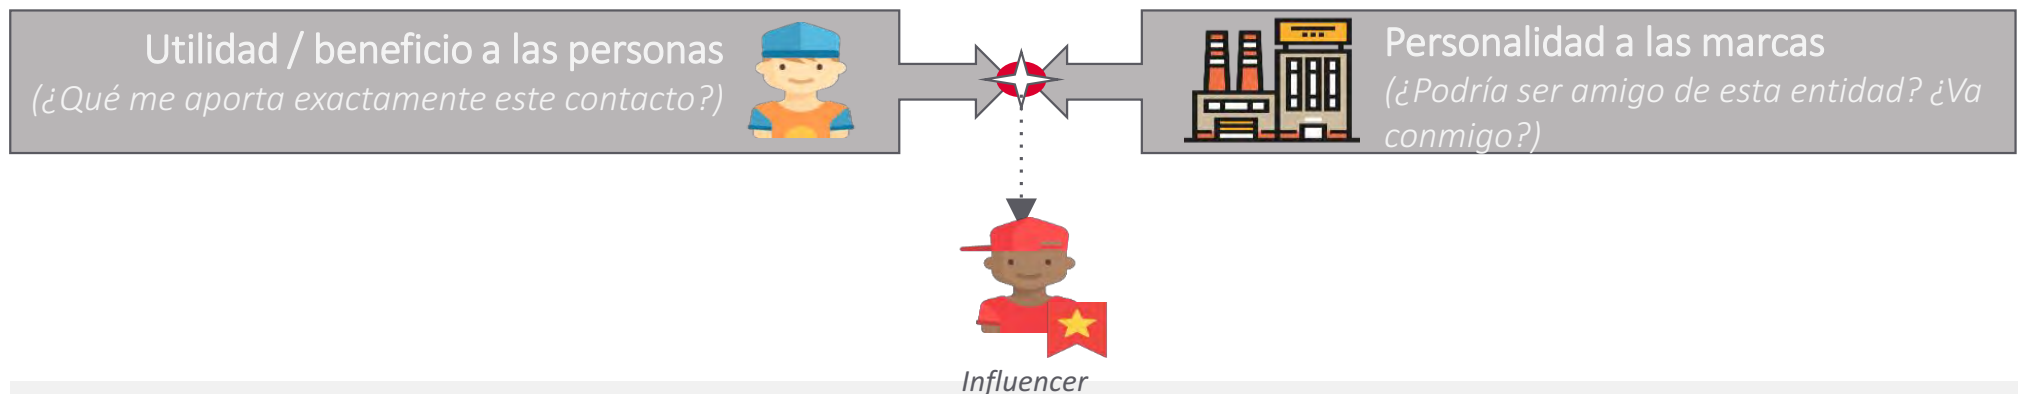 Utilidad / beneficio a las personas
(¿Qué me aporta exactamente este contacto?)
Personalidad a las marcas
(¿Podría ser amigo de esta entidad? ¿Va
conmigo?)
Influencer